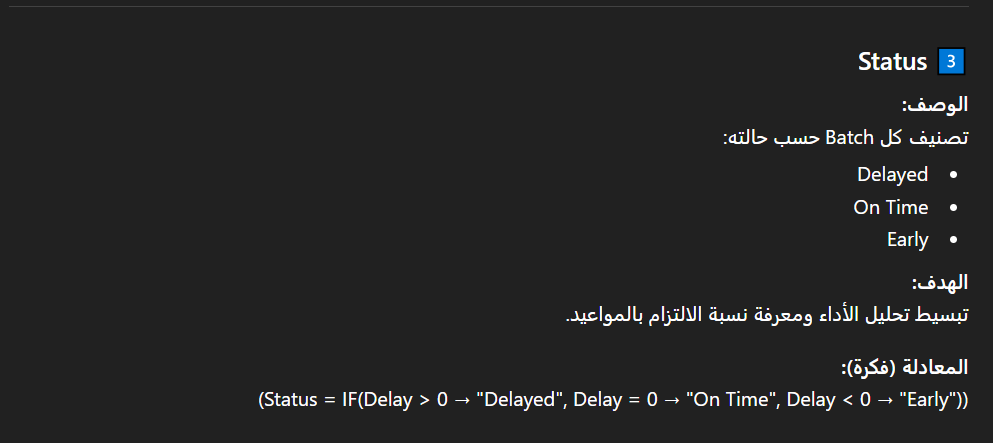 3 Status
الوصف:
تصنيف كل Batch حسب حالته:
• Delayed
• On Time
• Early
الهدف:
تبسيط تحليل الأداء ومعرفة نسبة الالتزام بالمواعيد.
المعادلة (فكرة):
(Status = IF(Delay > 0 → "Delayed", Delay = 0 → "On Time", Delay < 0 → "Early"))